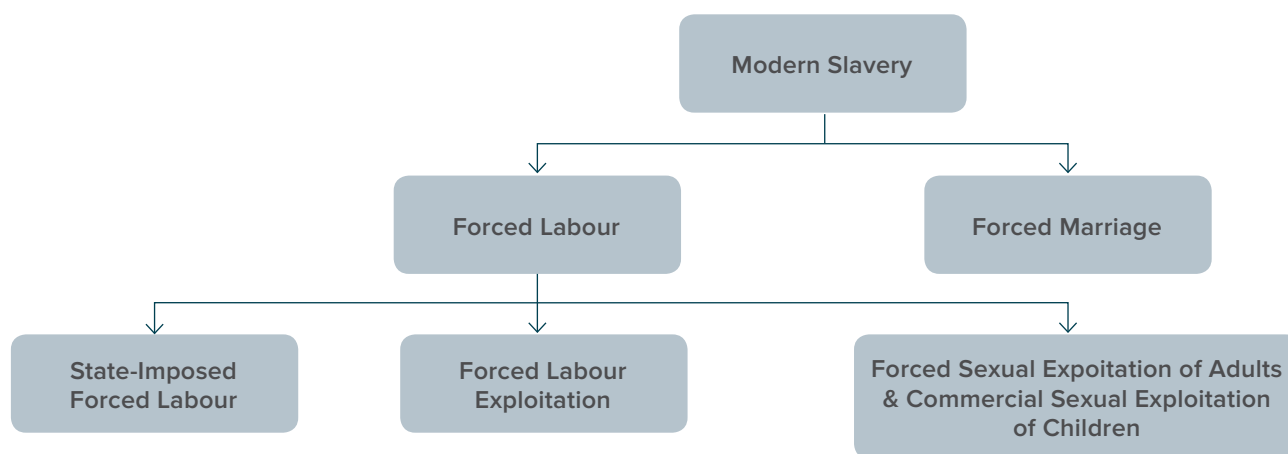 Modern Slavery
Forced Labour
Forced Marriage
State-Imposed
Forced Labour
Forced Labour
Exploitation
Forced Sexual Expoitation of Adults
& Commercial Sexual Exploitation
of Children